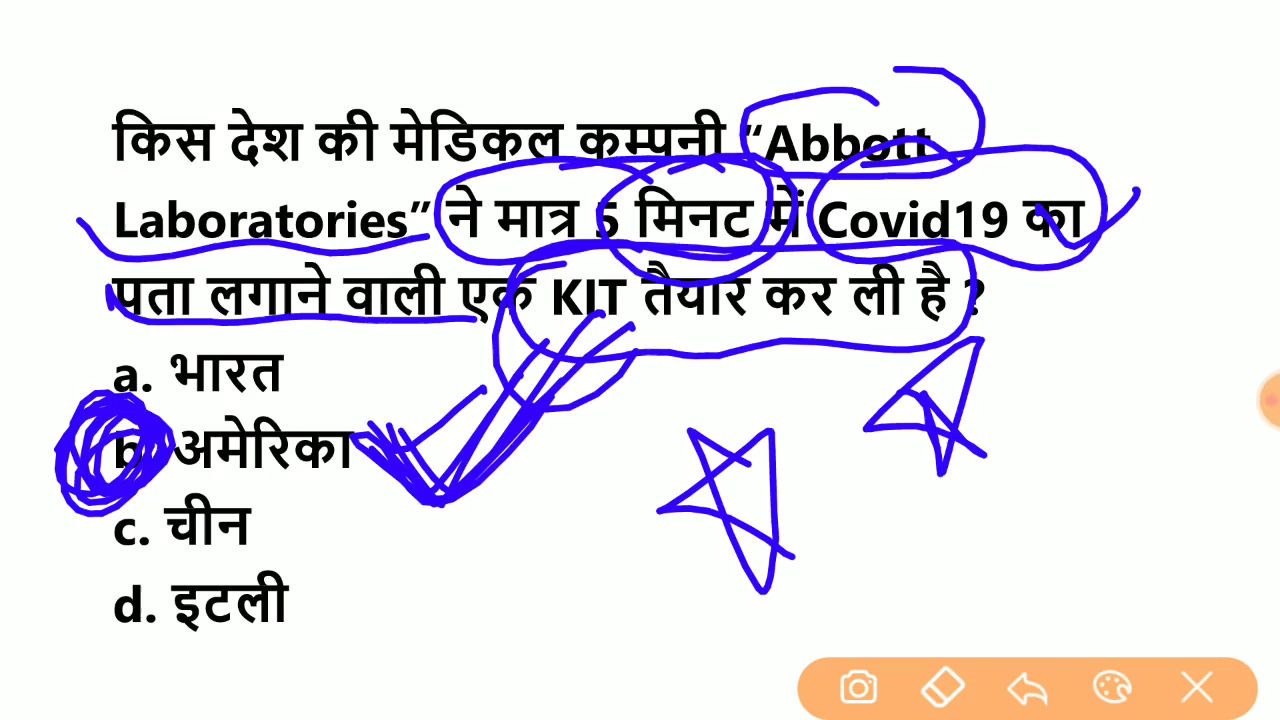 किस देश की मेडिकल कम्पनी “Abbott
Laboratories” ने मात्र 5 मिनट में Covid19 का
पता लगाने वाली एक KIT तैयार कर ली है ?
a. भारत
b. अमेरिका
c. चीन
d. इटली